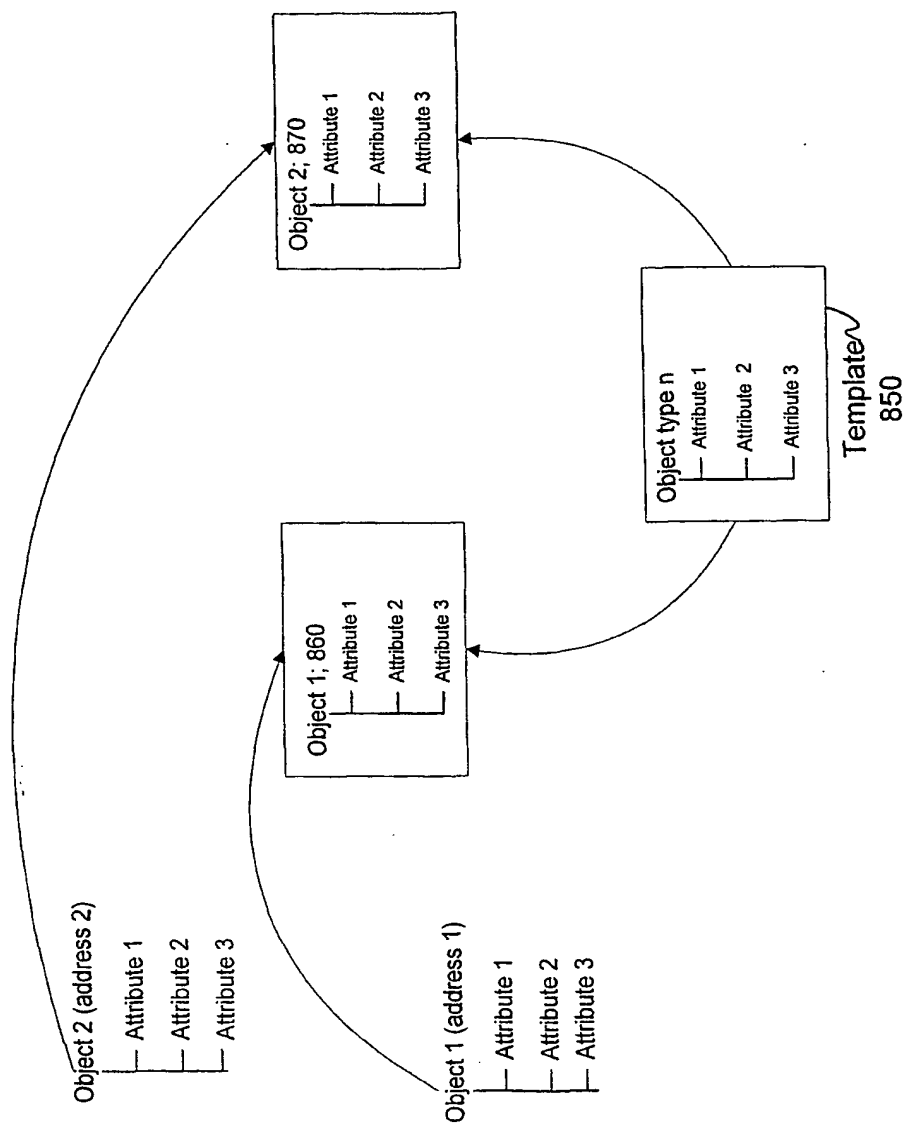 Object 2 (address 2)
Attribute 1
Attribute 2
Attribute 3
Object 1 (address 1)
Attribute 1
Attribute 2
Attribute 3
Object 1; 860
Attribute 1
Attribute 2
Attribute 3
Object 2; 870
Attribute 1
Attribute 2
Attribute 3
Object type n
Attribute 1
Attribute 2
Attribute 3
Template
850